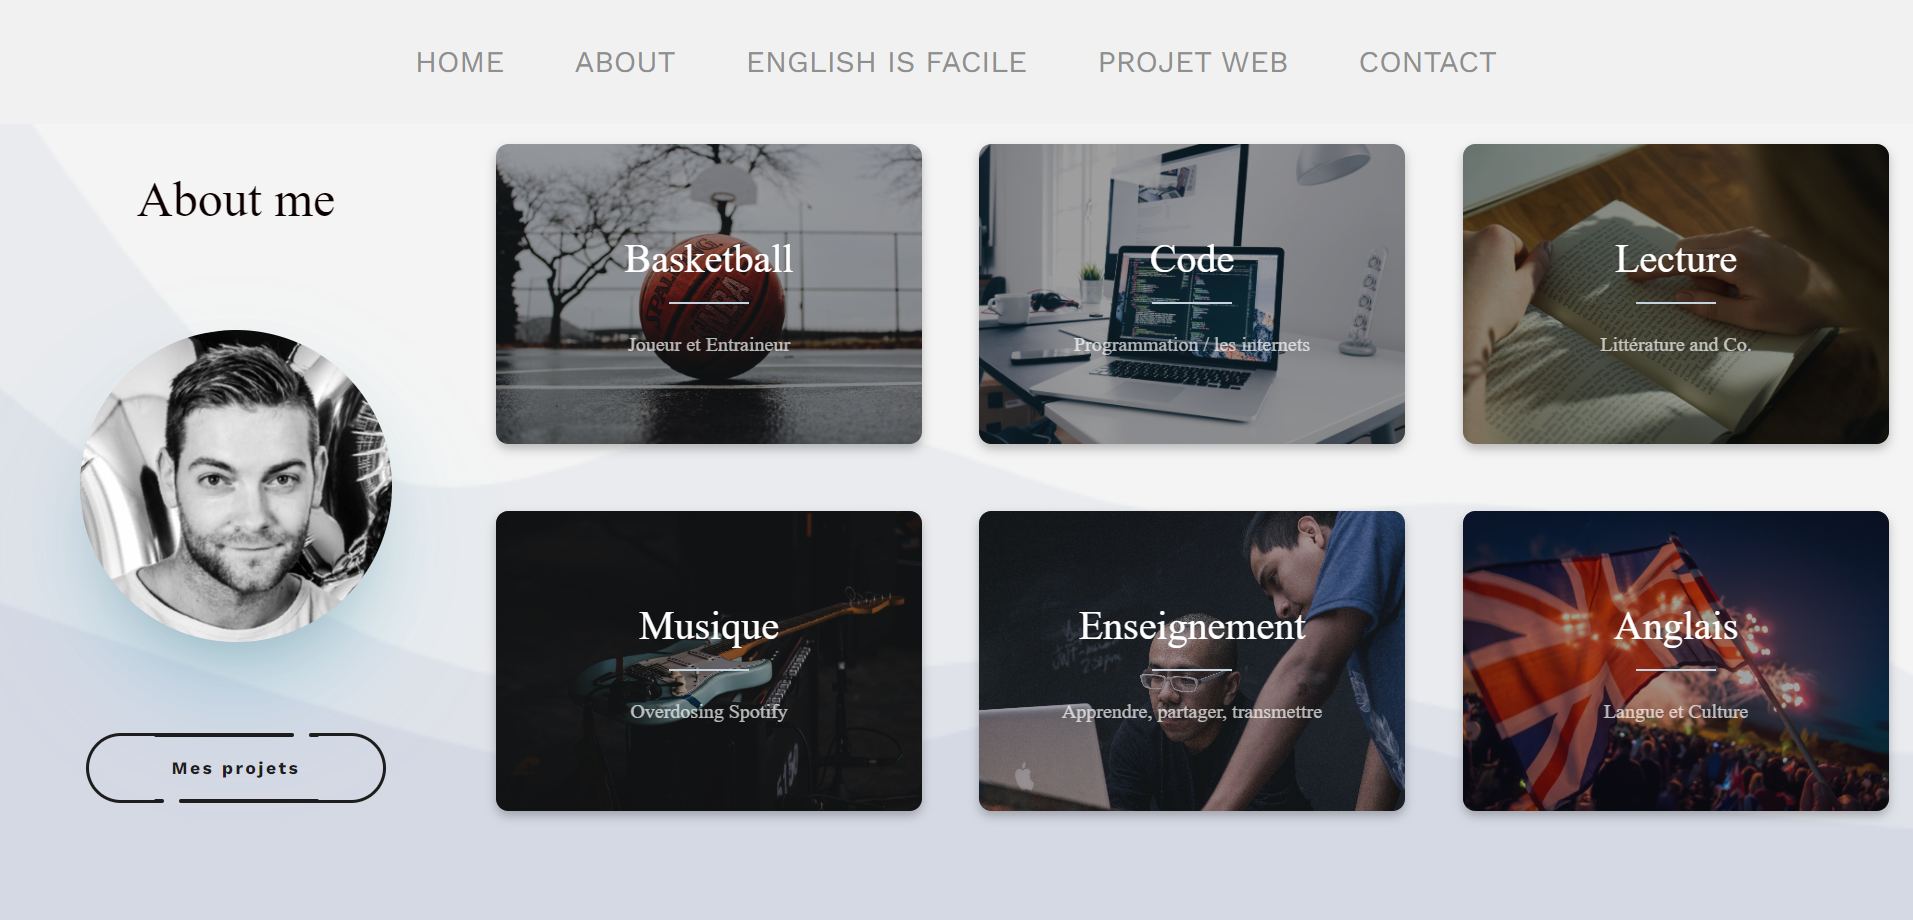 HOME ABOUT ENGLISH IS FACILE PROJET WEB CONTACT
About me
Mes projets
Basketball
Joueur et Entraineur
Code
Programmation / les internets
Lecture
Littérature and Co.
Musique
Overdosing Spotify
Enseignement
Apprendre, partager, transmettre
Anglais
Langue et Culture
SPALDING